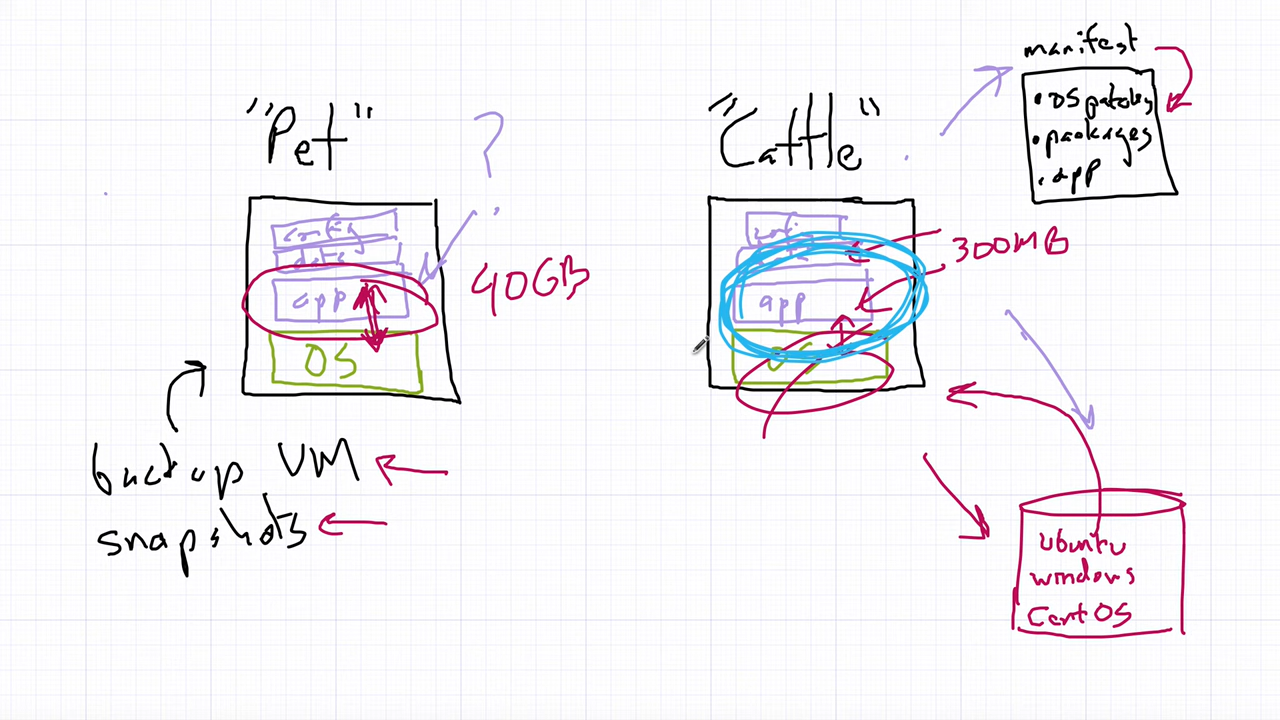 "Pet"
?
config
data
app
OS
40GB
backup VM
snapshots
"Cattle"
app
300MB
manifest
• OS patches
• packages
• app
Ubuntu
windows
CentOS